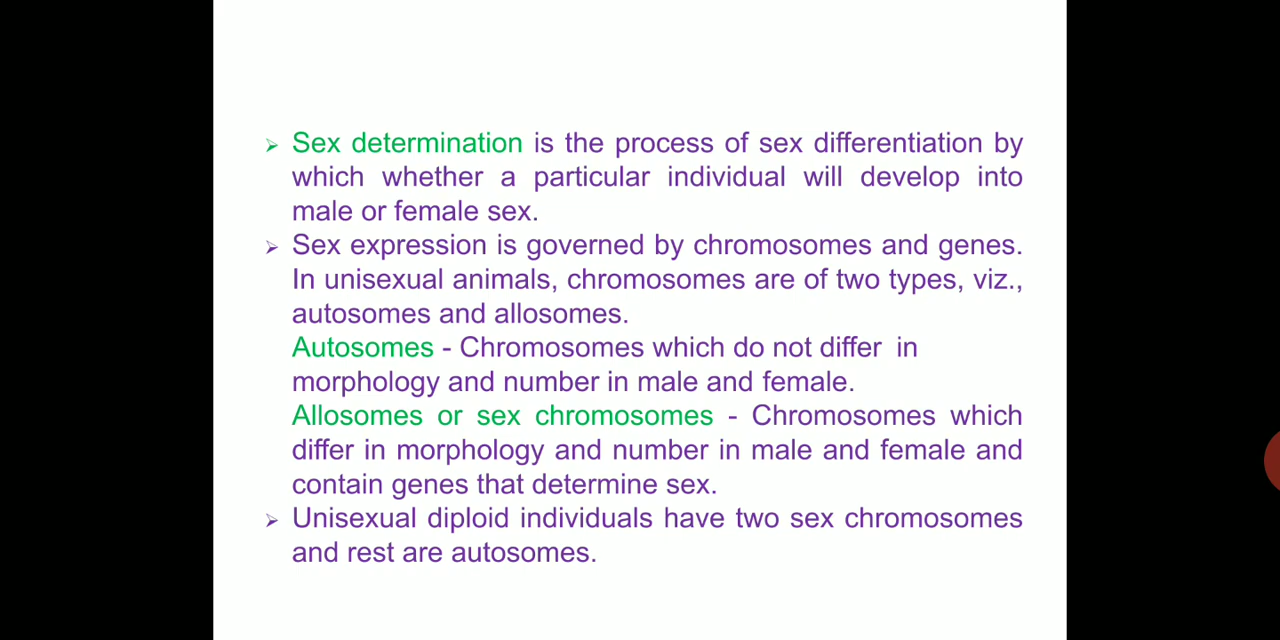 ➢ Sex determination is the process of sex differentiation by
which whether a particular individual will develop into
male or female sex.
➢ Sex expression is governed by chromosomes and genes.
In unisexual animals, chromosomes are of two types, viz.,
autosomes and allosomes.
Autosomes - Chromosomes which do not differ in
morphology and number in male and female.
Allosomes or sex chromosomes - Chromosomes which
differ in morphology and number in male and female and
contain genes that determine sex.
➢ Unisexual diploid individuals have two sex chromosomes
and rest are autosomes.